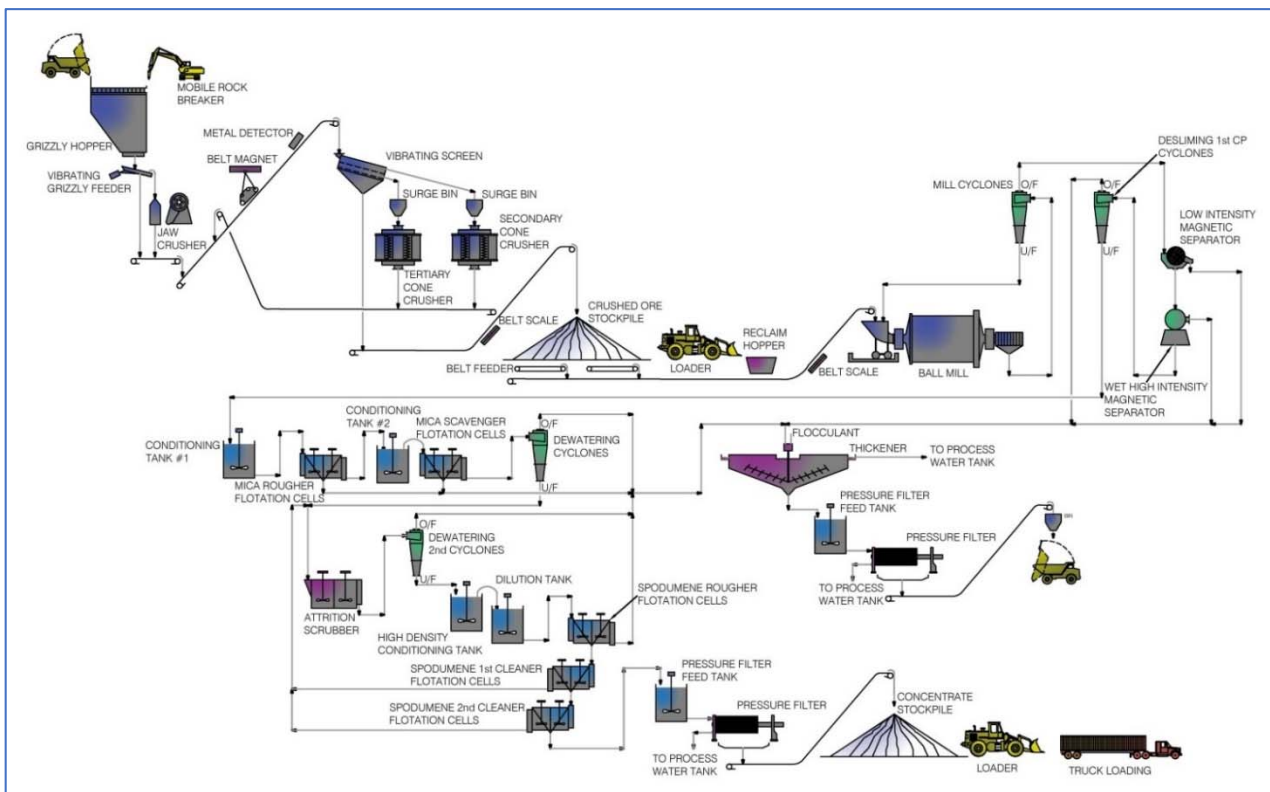 MOBILE ROCK
BREAKER
METAL DETECTOR
GRIZZLY HOPPER
BELT MAGNET
VIBRATING SCREEN
VIBRATING
GRIZZLY FEEDER
SURGE BIN
SURGE BIN
JAW
CRUSHER
SECONDARY
CONE
CRUSHER
TERTIARY
CONE
CRUSHER
BELT SCALE
CRUSHED ORE
STOCKPILE
BELT FEEDER
LOADER
RECLAIM
HOPPER
BELT SCALE
BALL MILL
MILL CYCLONES
O/F
U/F
DESLIMING 1st CP
CYCLONES
O/F
U/F
LOW INTENSITY
MAGNETIC
SEPARATOR
WET HIGH INTENSITY
MAGNETIC
SEPARATOR
CONDITIONING
TANK #1
MICA ROUGHER
FLOTATION CELLS
CONDITIONING
TANK #2
MICA SCAVENGER
FLOTATION CELLS
O/F
DEWATERING
CYCLONES
U/F
FLOCCULANT
THICKENER
TO PROCESS
WATER TANK
PRESSURE FILTER
FEED TANK
PRESSURE FILTER
TO PROCESS
WATER TANK
BIN
O/F
DEWATERING
2nd CYCLONES
U/F
ATTRITION
SCRUBBER
DILUTION TANK
HIGH DENSITY
CONDITIONING TANK
SPODUMENE ROUGHER
FLOTATION CELLS
SPODUMENE 1st CLEANER
FLOTATION CELLS
SPODUMENE 2nd CLEANER
FLOTATION CELLS
PRESSURE FILTER
FEED TANK
PRESSURE FILTER
TO PROCESS
WATER TANK
CONCENTRATE
STOCKPILE
LOADER
TRUCK LOADING